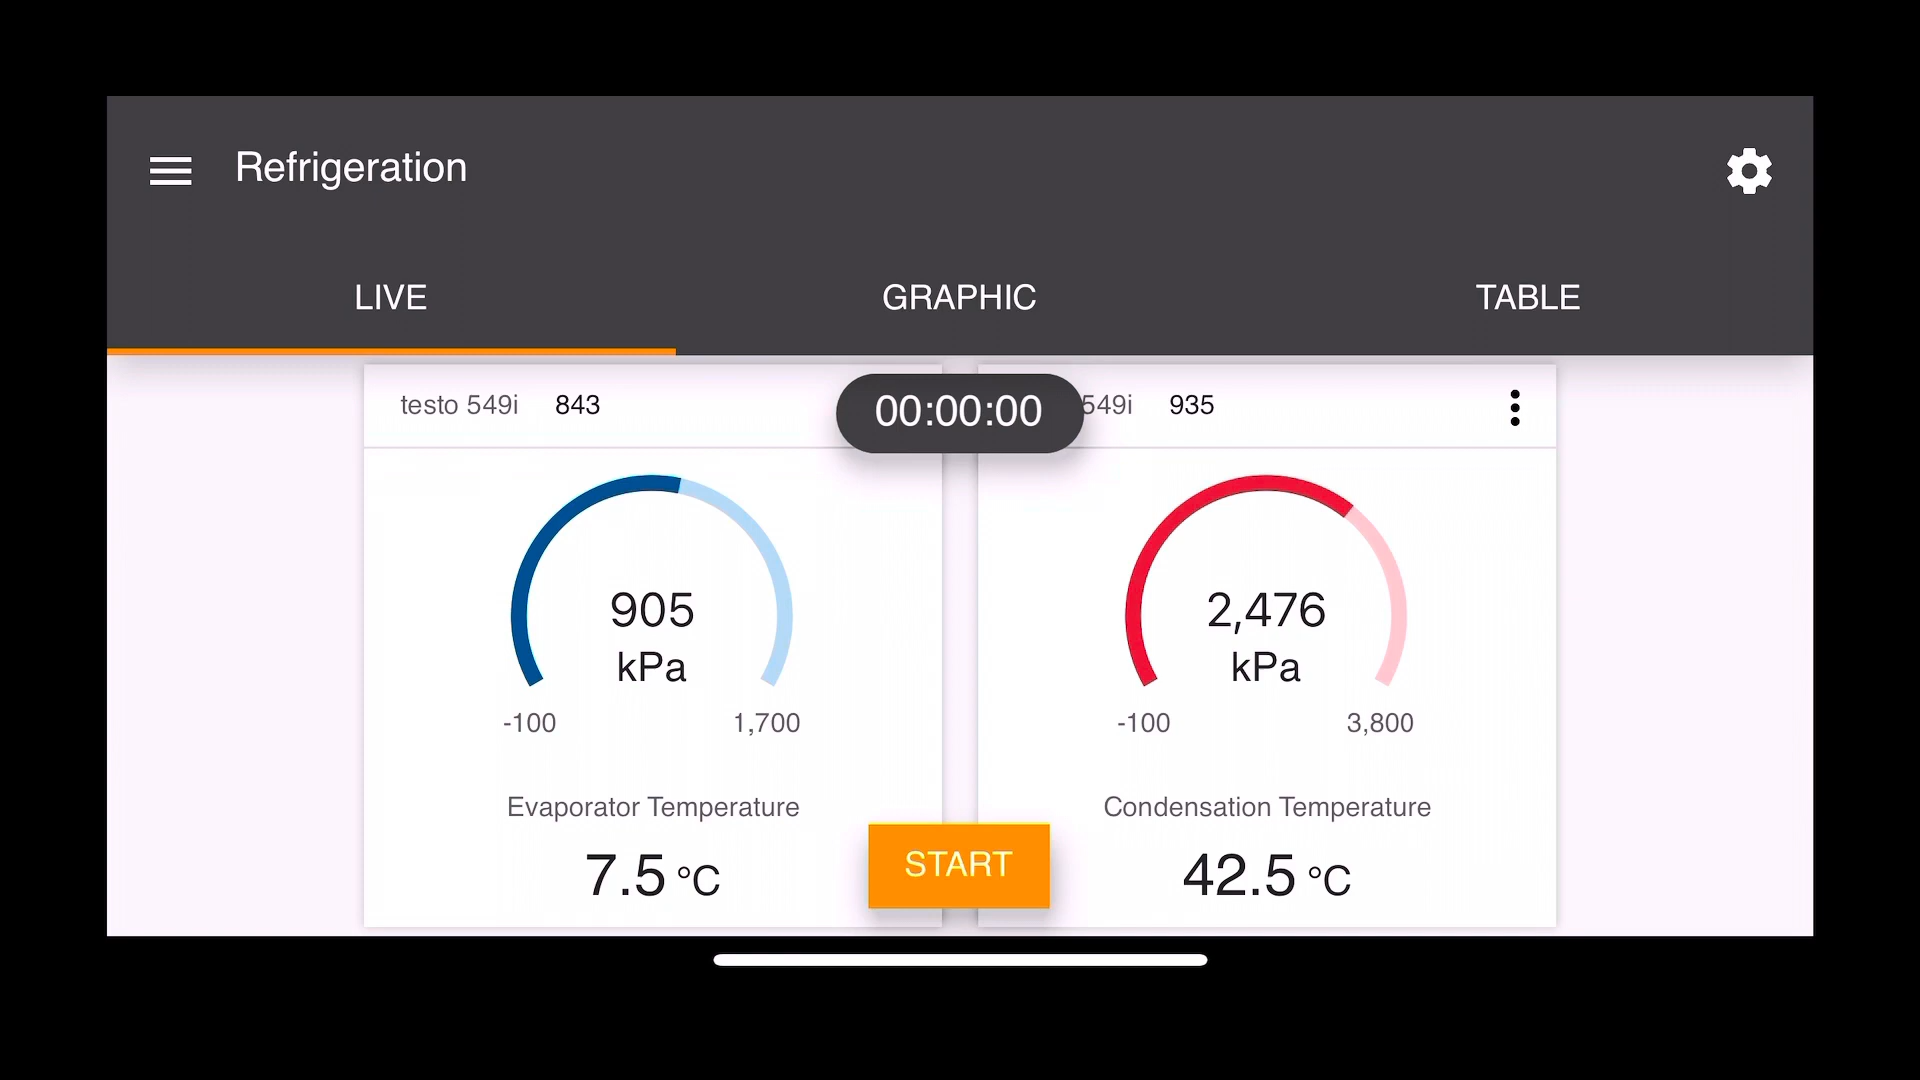 Refrigeration
LIVE GRAPHIC TABLE
testo 549i 843
00:00:00
549i 935
905
kPa
-100 1,700
2,476
kPa
-100 3,800
Evaporator Temperature
7.5 °C
START
Condensation Temperature
42.5 °C